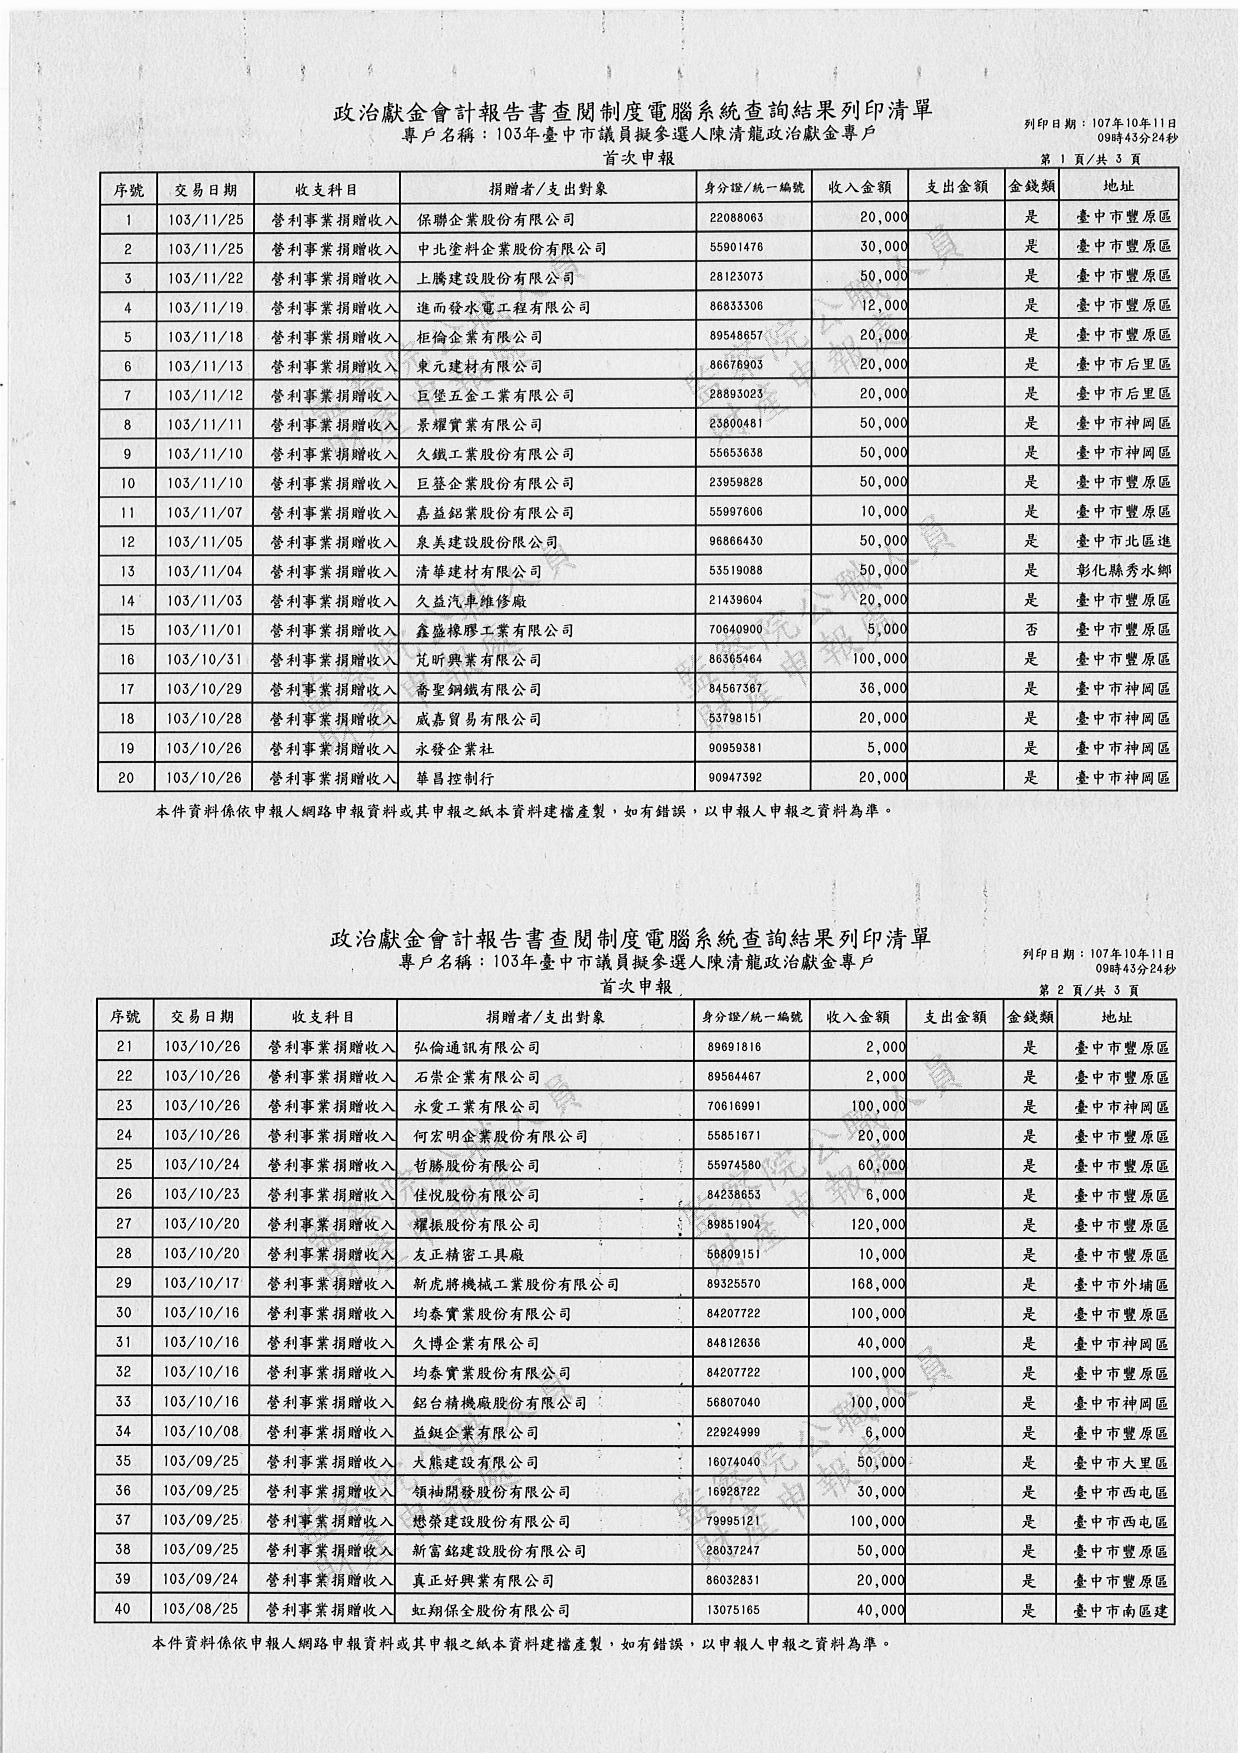 政治獻金會計報告書查閱制度電腦系統查詢結果列印清單
專戶名稱：103年臺中市議員擬參選人陳清龍政治獻金專戶
列印日期：107年10月11日
09時43分24秒
首次申報
第 1 頁/共 3 頁
序號 交易日期 收支科目 捐贈者/支出對象 身分證/統一編號 收入金額 支出金額 金錢類 地址
1 103/11/25 營利事業捐贈收入 保聯企業股份有限公司 22088063 20,000 是 臺中市豐原區
2 103/11/25 營利事業捐贈收入 中北塗料企業股份有限公司 55901476 30,000 是 臺中市豐原區
3 103/11/22 營利事業捐贈收入 上騰建設股份有限公司 28123073 50,000 是 臺中市豐原區
4 103/11/19 營利事業捐贈收入 進而發水電工程有限公司 86833306 12,000 是 臺中市豐原區
5 103/11/18 營利事業捐贈收入 柜倫企業有限公司 89548657 20,000 是 臺中市豐原區
6 103/11/13 營利事業捐贈收入 東元建材有限公司 86676903 20,000 是 臺中市后里區
7 103/11/12 營利事業捐贈收入 巨堡五金工業有限公司 28893023 20,000 是 臺中市后里區
8 103/11/11 營利事業捐贈收入 景耀實業有限公司 23800481 50,000 是 臺中市神岡區
9 103/11/10 營利事業捐贈收入 久鐵工業股份有限公司 55653638 50,000 是 臺中市神岡區
10 103/11/10 營利事業捐贈收入 巨蓥企業股份有限公司 23959828 50,000 是 臺中市豐原區
11 103/11/07 營利事業捐贈收入 嘉益鋁業股份有限公司 55997606 10,000 是 臺中市豐原區
12 103/11/05 營利事業捐贈收入 泉美建設股份限公司 96866430 50,000 是 臺中市北區進
13 103/11/04 營利事業捐贈收入 清華建材有限公司 53519088 50,000 是 彰化縣秀水鄉
14 103/11/03 營利事業捐贈收入 久益汽車維修廠 21439604 20,000 是 臺中市豐原區
15 103/11/01 營利事業捐贈收入 鑫盛橡膠工業有限公司 70640900 5,000 否 臺中市豐原區
16 103/10/31 營利事業捐贈收入 芃昕興業有限公司 86365464 100,000 是 臺中市豐原區
17 103/10/29 營利事業捐贈收入 喬聖鋼鐵有限公司 84567367 36,000 是 臺中市神岡區
18 103/10/28 營利事業捐贈收入 威嘉貿易有限公司 53798151 20,000 是 臺中市神岡區
19 103/10/26 營利事業捐贈收入 永發企業社 90959381 5,000 是 臺中市神岡區
20 103/10/26 營利事業捐贈收入 華昌控制行 90947392 20,000 是 臺中市神岡區
監察院公職人員
財產申報處
本件資料係依申報人網路申報資料或其申報之紙本資料建檔產製，如有錯誤，以申報人申報之資料為準。
政治獻金會計報告書查閱制度電腦系統查詢結果列印清單
專戶名稱：103年臺中市議員擬參選人陳清龍政治獻金專戶
列印日期：107年10月11日
09時43分24秒
首次申報
第 2 頁/共 3 頁
序號 交易日期 收支科目 捐贈者/支出對象 身分證/統一編號 收入金額 支出金額 金錢類 地址
21 103/10/26 營利事業捐贈收入 弘倫通訊有限公司 89691816 2,000 是 臺中市豐原區
22 103/10/26 營利事業捐贈收入 石崇企業有限公司 89564467 2,000 是 臺中市豐原區
23 103/10/26 營利事業捐贈收入 永愛工業有限公司 70616991 100,000 是 臺中市神岡區
24 103/10/26 營利事業捐贈收入 何宏明企業股份有限公司 55851671 20,000 是 臺中市豐原區
25 103/10/24 營利事業捐贈收入 哲勝股份有限公司 55974580 60,000 是 臺中市豐原區
26 103/10/23 營利事業捐贈收入 佳悅股份有限公司 84238653 6,000 是 臺中市豐原區
27 103/10/20 營利事業捐贈收入 耀振股份有限公司 89851904 120,000 是 臺中市豐原區
28 103/10/20 營利事業捐贈收入 友正精密工具廠 56809151 10,000 是 臺中市豐原區
29 103/10/17 營利事業捐贈收入 新虎將機械工業股份有限公司 89325570 168,000 是 臺中市外埔區
30 103/10/16 營利事業捐贈收入 均泰實業股份有限公司 84207722 100,000 是 臺中市豐原區
31 103/10/16 營利事業捐贈收入 久博企業有限公司 84812636 40,000 是 臺中市神岡區
32 103/10/16 營利事業捐贈收入 均泰實業股份有限公司 84207722 100,000 是 臺中市豐原區
33 103/10/16 營利事業捐贈收入 鋁台精機廠股份有限公司 56807040 100,000 是 臺中市神岡區
34 103/10/08 營利事業捐贈收入 益鋌企業有限公司 22924999 6,000 是 臺中市豐原區
35 103/09/25 營利事業捐贈收入 犬熊建設有限公司 16074040 50,000 是 臺中市大里區
36 103/09/25 營利事業捐贈收入 領袖開發股份有限公司 16928722 30,000 是 臺中市西屯區
37 103/09/25 營利事業捐贈收入 懋榮建設股份有限公司 79995121 100,000 是 臺中市西屯區
38 103/09/25 營利事業捐贈收入 新富銘建設股份有限公司 28037247 50,000 是 臺中市豐原區
39 103/09/24 營利事業捐贈收入 真正好興業有限公司 86032831 20,000 是 臺中市豐原區
40 103/08/25 營利事業捐贈收入 虹翔保全股份有限公司 13075165 40,000 是 臺中市南區建
監察院公職人員
財產申報處
本件資料係依申報人網路申報資料或其申報之紙本資料建檔產製，如有錯誤，以申報人申報之資料為準。